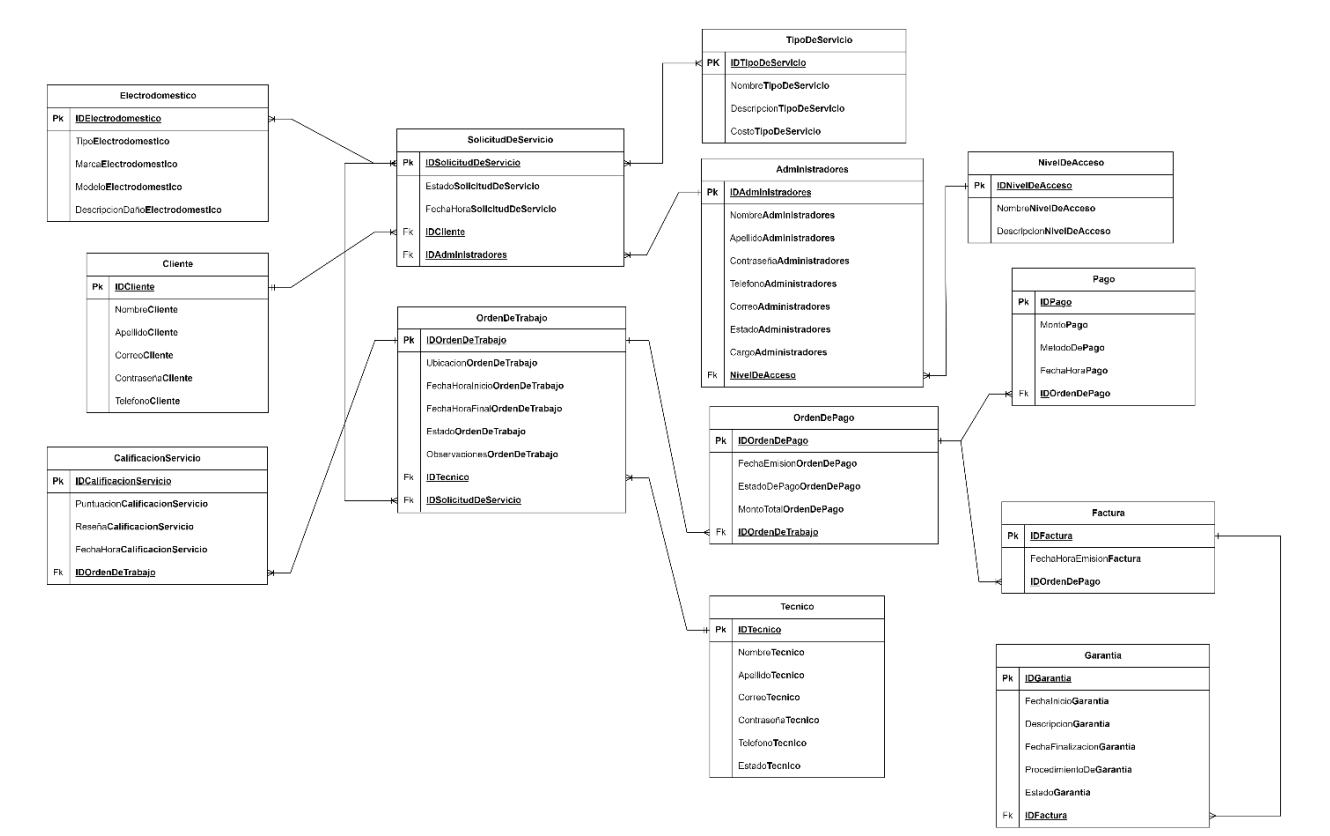 TipoDeServicio
PK IDTipoDeServicio
NombreTipoDeServicio
DescripcionTipoDeServicio
CostoTipoDeServicio
Electrodomestico
Pk IDElectrodomestico
TipoElectrodomestico
MarcaElectrodomestico
ModeloElectrodomestico
DescripcionDañoElectrodomestico
SolicitudDeServicio
Pk IDSolicitudDeServicio
EstadoSolicitudDeServicio
FechaHoraSolicitudDeServicio
Fk IDCliente
Fk IDAdministradores
Administradores
Pk IDAdministradores
NombreAdministradores
ApellidoAdministradores
ContraseñaAdministradores
TelefonoAdministradores
CorreoAdministradores
EstadoAdministradores
CargoAdministradores
Fk NivelDeAcceso
NivelDeAcceso
Pk IDNivelDeAcceso
NombreNivelDeAcceso
DescripcionNivelDeAcceso
Cliente
Pk IDCliente
NombreCliente
ApellidoCliente
CorreoCliente
ContraseñaCliente
TelefonoCliente
Pago
Pk IDPago
MontoPago
MetodoDePago
FechaHoraPago
Fk IDOrdenDePago
OrdenDeTrabajo
Pk IDOrdenDeTrabajo
UbicacionOrdenDeTrabajo
FechaHoraInicioOrdenDeTrabajo
FechaHoraFinalOrdenDeTrabajo
EstadoOrdenDeTrabajo
ObservacionesOrdenDeTrabajo
Fk IDTecnico
Fk IDSolicitudDeServicio
OrdenDePago
Pk IDOrdenDePago
FechaEmisionOrdenDePago
EstadoDePagoOrdenDePago
MontoTotalOrdenDePago
Fk IDOrdenDeTrabajo
CalificacionServicio
Pk IDCalificacionServicio
PuntuacionCalificacionServicio
ReseñaCalificacionServicio
FechaHoraCalificacionServicio
Fk IDOrdenDeTrabajo
Factura
Pk IDFactura
FechaHoraEmisionFactura
IDOrdenDePago
Tecnico
Pk IDTecnico
NombreTecnico
ApellidoTecnico
CorreoTecnico
ContraseñaTecnico
TelefonoTecnico
EstadoTecnico
Garantia
Pk IDGarantia
FechaInicioGarantia
DescripcionGarantia
FechaFinalizacionGarantia
ProcedimientoDeGarantia
EstadoGarantia
Fk IDFactura